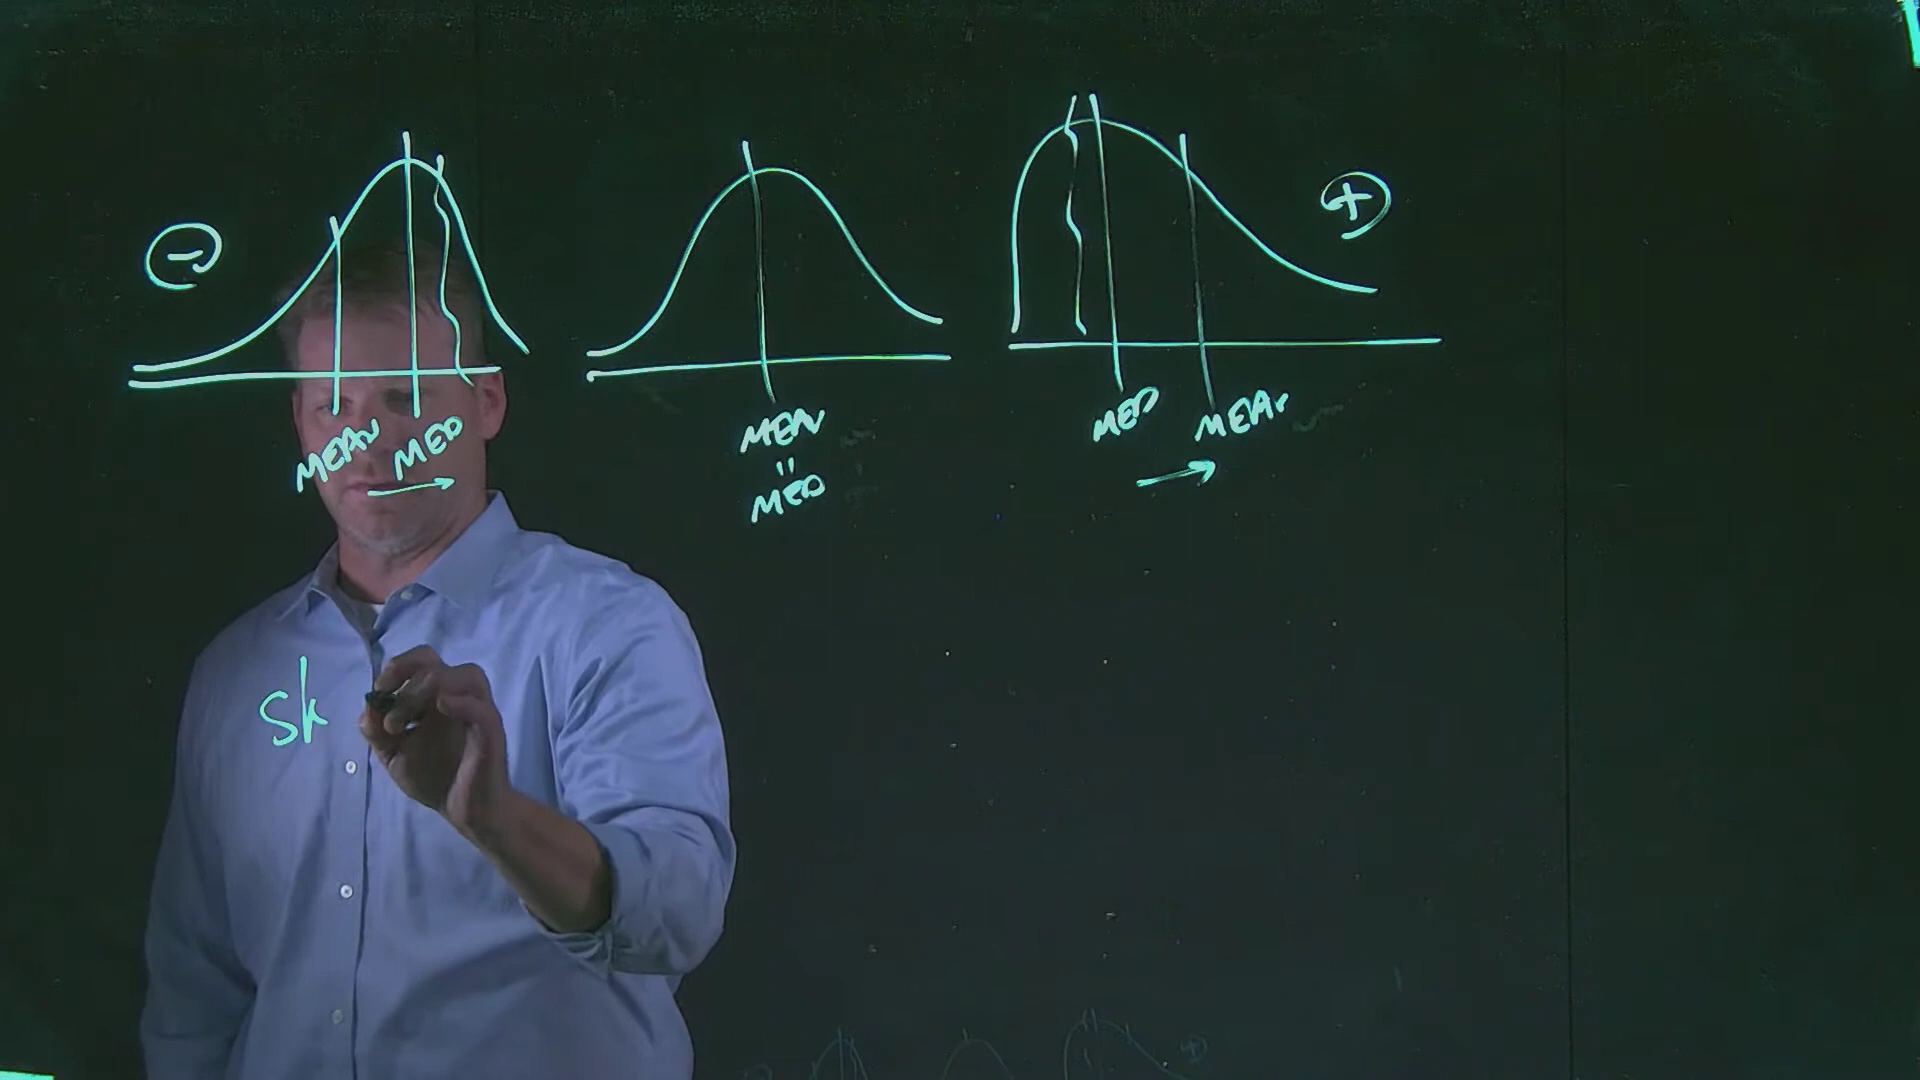 −
+
MEAN MED
→
MEAN
=
MED
MED MEAN
→
Sk